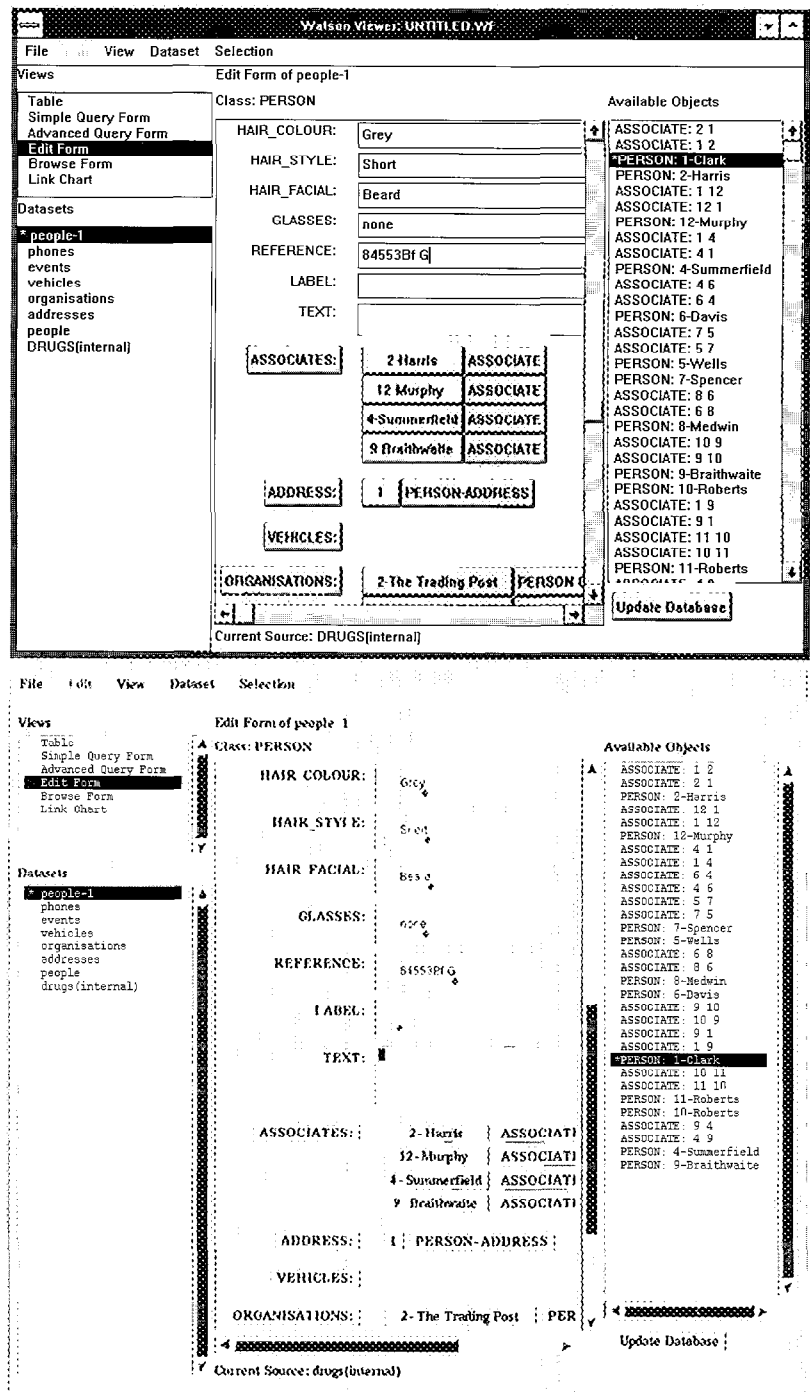 Watson Viewer: UNTITLED.WF
File View Dataset Selection
Views
Table
Simple Query Form
Advanced Query Form
Edit Form
Browse Form
Link Chart
Datasets
* people-1
phones
events
vehicles
organisations
addresses
people
DRUGS(internal)
Edit Form of people-1
Class: PERSON
HAIR_COLOUR: Grey
HAIR_STYLE: Short
HAIR_FACIAL: Beard
GLASSES: none
REFERENCE: 84553Bf G
LABEL:
TEXT:
ASSOCIATES: 2 Harris ASSOCIATE
12 Murphy ASSOCIATE
4-Summerfield ASSOCIATE
9 Braithwaite ASSOCIATE
ADDRESS: 1 PERSON-ADDRESS
VEHICLES:
ORGANISATIONS: 2-The Trading Post PERSON
Current Source: DRUGS(internal)
Available Objects
ASSOCIATE: 2 1
ASSOCIATE: 1 2
*PERSON: 1-Clark
PERSON: 2-Harris
ASSOCIATE: 1 12
ASSOCIATE: 12 1
PERSON: 12-Murphy
ASSOCIATE: 1 4
ASSOCIATE: 4 1
PERSON: 4-Summerfield
ASSOCIATE: 4 6
ASSOCIATE: 6 4
PERSON: 6-Davis
ASSOCIATE: 7 5
ASSOCIATE: 5 7
PERSON: 5-Wells
PERSON: 7-Spencer
ASSOCIATE: 8 6
ASSOCIATE: 6 8
PERSON: 8-Medwin
ASSOCIATE: 10 9
ASSOCIATE: 9 10
PERSON: 9-Braithwaite
PERSON: 10-Roberts
ASSOCIATE: 1 9
ASSOCIATE: 9 1
ASSOCIATE: 11 10
ASSOCIATE: 10 11
PERSON: 11-Roberts
Update Database
File Edit View Dataset Selection
Views
Table
Simple Query Form
Advanced Query Form
Edit Form
Browse Form
Link Chart
Datasets
* people-1
phones
events
vehicles
organisations
addresses
people
drugs(internal)
Edit Form of people 1
Class: PERSON
HAIR COLOUR: Grey
HAIR_STYLE:
HAIR FACIAL:
GLASSES: none
REFERENCE: 84553Bf G
LABEL:
TEXT:
ASSOCIATES: 2- Harris ASSOCIATI
12-Murphy ASSOCIATI
4- Summerfield ASSOCIATI
9 Braithwaite ASSOCIATI
ADDRESS: 1 PERSON-ADDRESS
VEHICLES:
ORGANISATIONS: 2- The Trading Post PER
Current Source: drugs(internal)
Available Objects
ASSOCIATE: 1 2
ASSOCIATE: 2 1
PERSON: 2-Harris
ASSOCIATE: 12 1
ASSOCIATE: 1 12
PERSON: 12-Murphy
ASSOCIATE: 4 1
ASSOCIATE: 1 4
ASSOCIATE: 6 4
ASSOCIATE: 4 6
ASSOCIATE: 5 7
ASSOCIATE: 7 5
PERSON: 7-Spencer
PERSON: 5-Wells
ASSOCIATE: 6 8
ASSOCIATE: 8 6
PERSON: 8-Medwin
PERSON: 6-Davis
ASSOCIATE: 9 10
ASSOCIATE: 10 9
ASSOCIATE: 9 1
ASSOCIATE: 1 9
*PERSON: 1-Clark
ASSOCIATE: 10 11
ASSOCIATE: 11 10
PERSON: 11-Roberts
PERSON: 10-Roberts
ASSOCIATE: 9 4
ASSOCIATE: 4 9
PERSON: 4-Summerfield
PERSON: 9-Braithwaite
Update Database